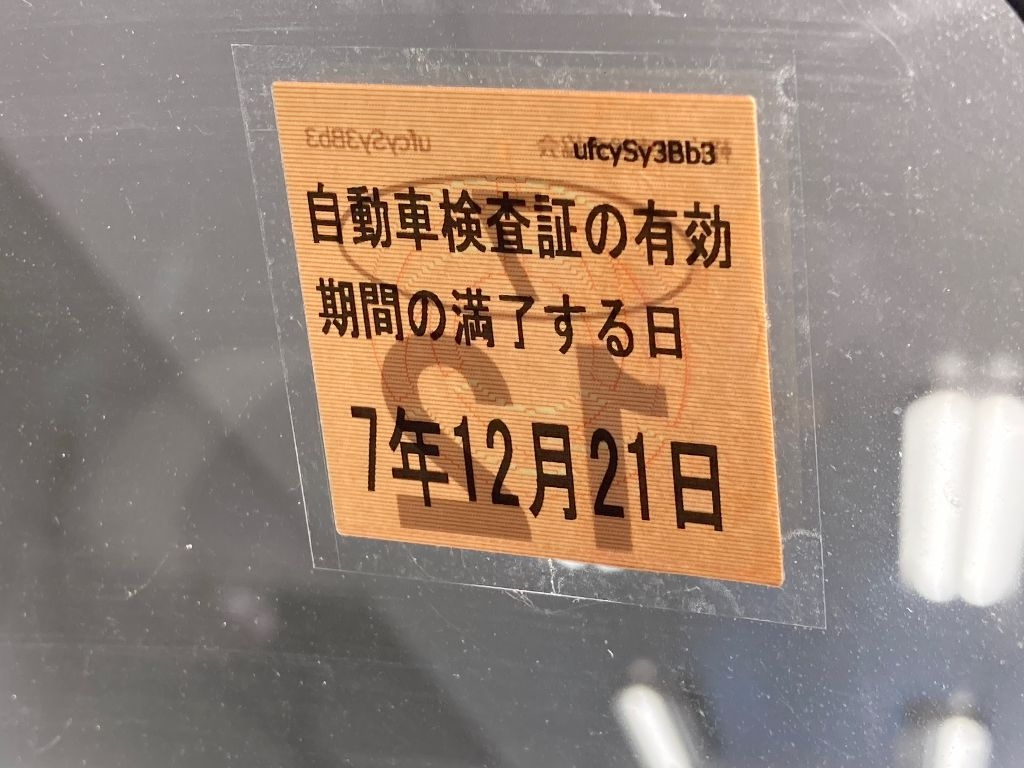 ufcySy3Bb3
自動車検査証の有効
期間の満了する日
7年12月21日